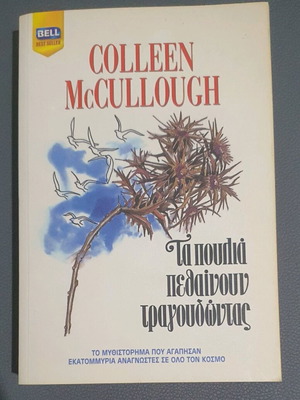 BELL
BEST SELLER
COLLEEN
McCULLOUGH
Τα πουλιά
πεθαίνουν
τραγουδώντας
ΤΟ ΜΥΘΙΣΤΟΡΗΜΑ ΠΟΥ ΑΓΑΠΗΣΑΝ
ΕΚΑΤΟΜΜΥΡΙΑ ΑΝΑΓΝΩΣΤΕΣ ΣΕ ΟΛΟ ΤΟΝ ΚΟΣΜΟ